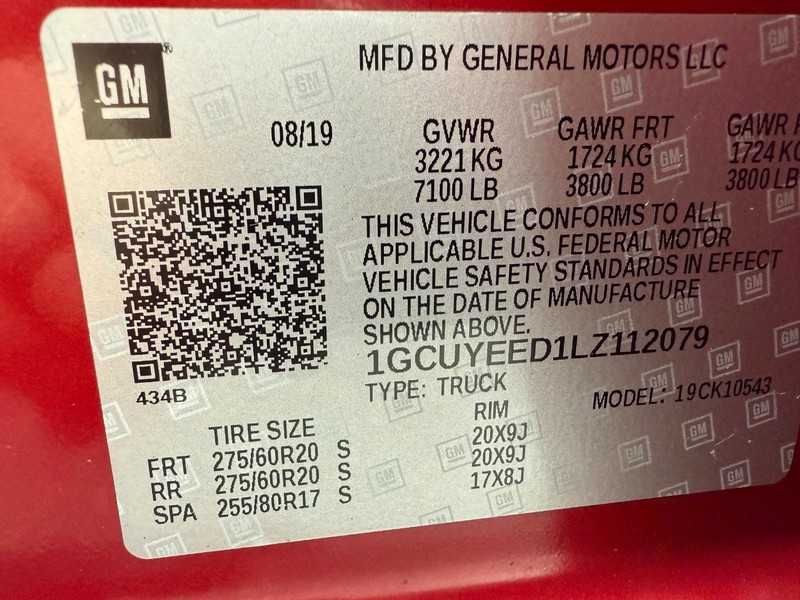 GM
MFD BY GENERAL MOTORS LLC
08/19 GVWR GAWR FRT GAWR
3221 KG 1724 KG 1724 KG
7100 LB 3800 LB 3800 LB
THIS VEHICLE CONFORMS TO ALL
APPLICABLE U.S. FEDERAL MOTOR
VEHICLE SAFETY STANDARDS IN EFFECT
ON THE DATE OF MANUFACTURE
SHOWN ABOVE.
1GCUYEED1LZ112079
434B TYPE: TRUCK MODEL: 19CK10543
TIRE SIZE RIM
FRT 275/60R20 S 20X9J
RR 275/60R20 S 20X9J
SPA 255/80R17 S 17X8J